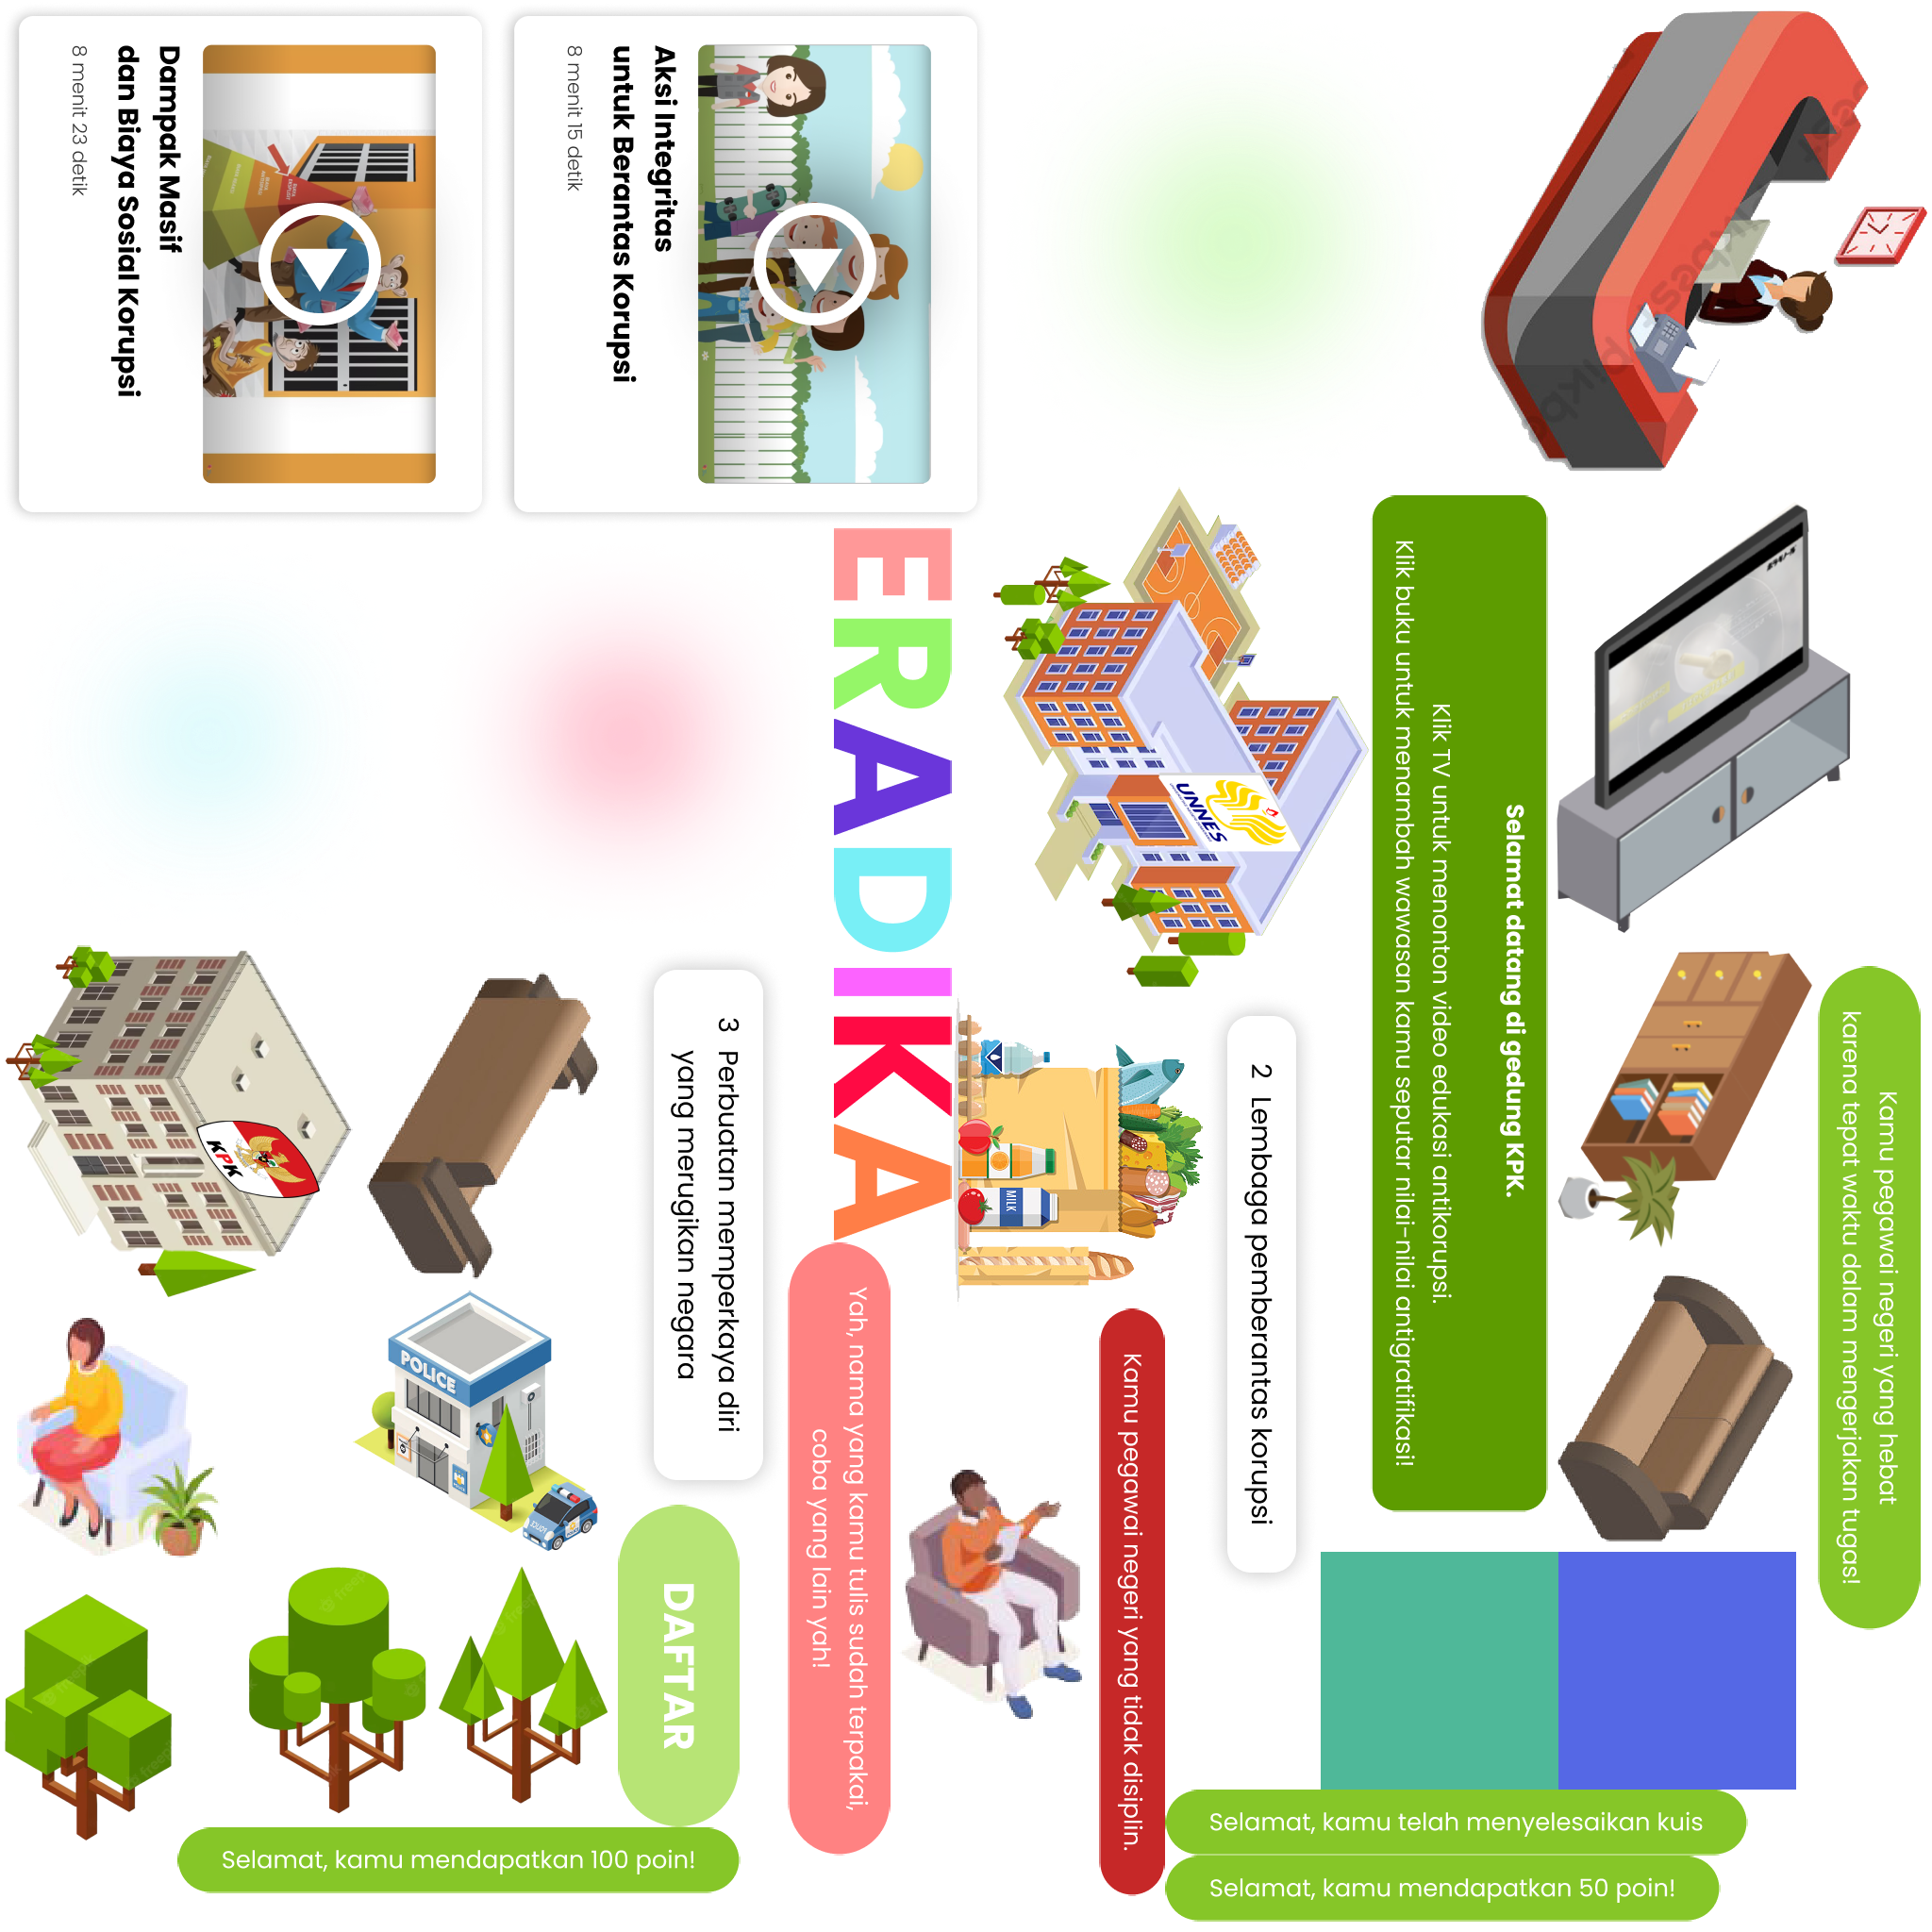 Dampak Masif
dan Biaya Sosial Korupsi
8 menit 23 detik
Aksi Integritas
untuk Berantas Korupsi
8 menit 15 detik
ERADIKA
UNNES
Selamat datang di gedung KPK.
Klik TV untuk menonton video edukasi antikorupsi.
Klik buku untuk menambah wawasan kamu seputar nilai-nilai antigratifikasi!
Kamu pegawai negeri yang hebat
karena tepat waktu dalam mengerjakan tugas!
2 Lembaga pemberantas korupsi
3 Perbuatan memperkaya diri
yang merugikan negara
MILK
KPK
POLICE
Yah, nama yang kamu tulis sudah terpakai,
coba yang lain yah!
Kamu pegawai negeri yang tidak disiplin.
DAFTAR
Selamat, kamu telah menyelesaikan kuis
Selamat, kamu mendapatkan 100 poin!
Selamat, kamu mendapatkan 50 poin!